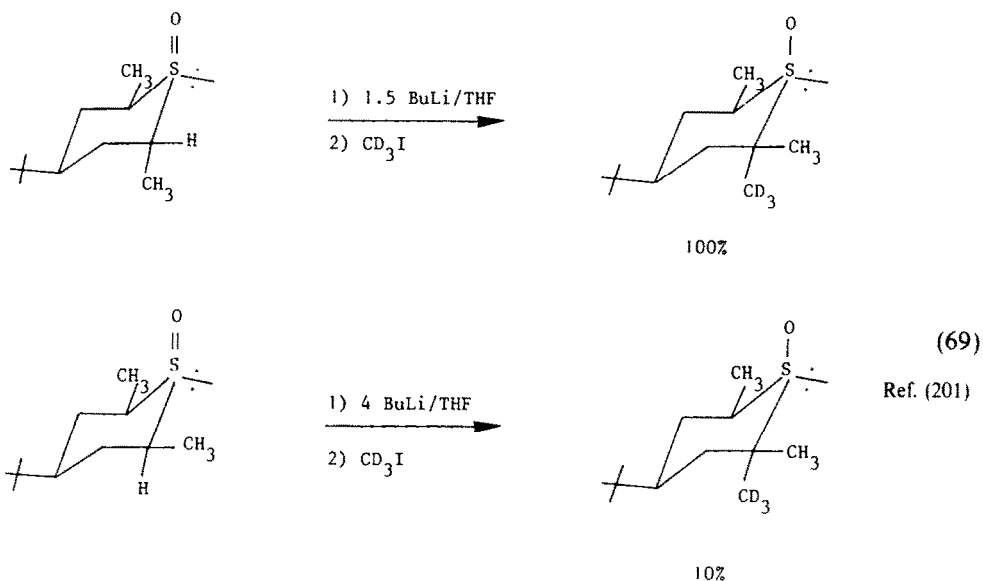 O
CH3
S
H
CH3
1) 1.5 BuLi/THF
2) CD3I
O
CH3
S
CH3
CD3
100%
O
CH3
S
CH3
H
1) 4 BuLi/THF
2) CD3I
O
CH3
S
CH3
CD3
10%
(69)
Ref. (201)